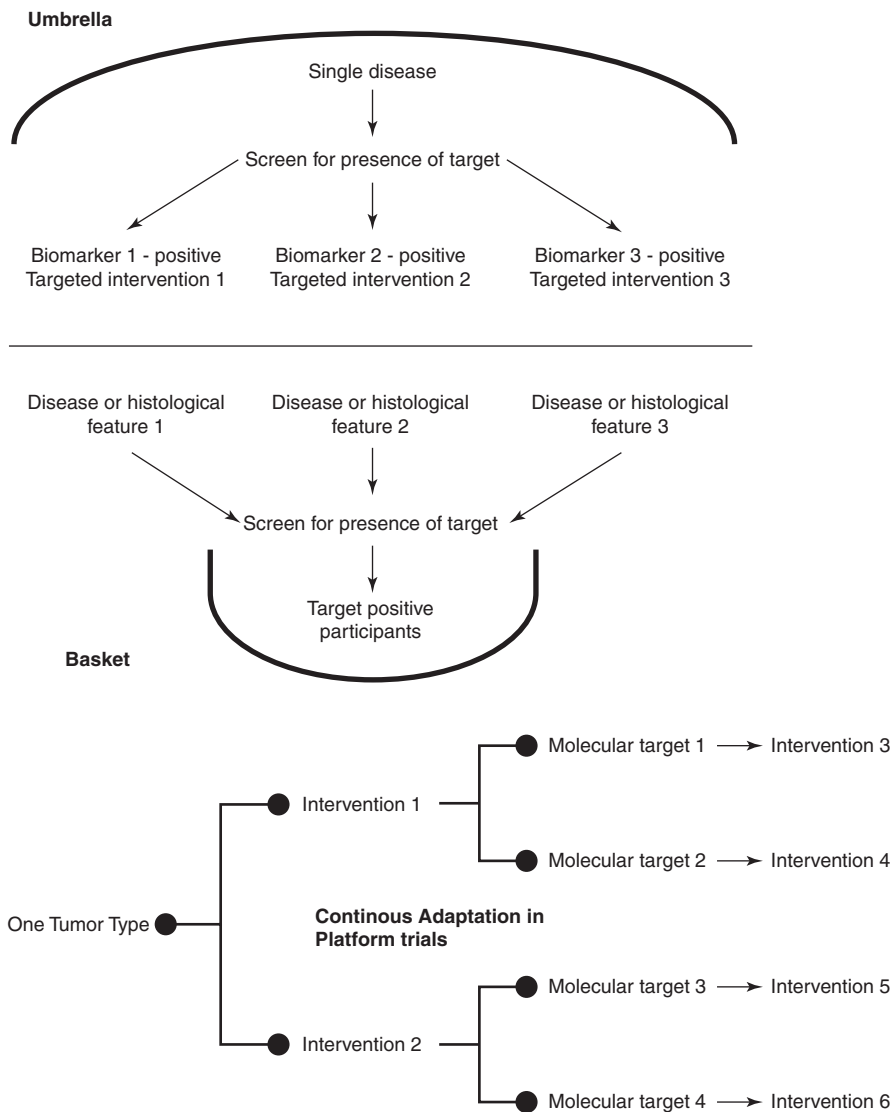 Umbrella
Single disease
Screen for presence of target
Biomarker 1 - positive
Targeted intervention 1
Biomarker 2 - positive
Targeted intervention 2
Biomarker 3 - positive
Targeted intervention 3
Disease or histological
feature 1
Disease or histological
feature 2
Disease or histological
feature 3
Screen for presence of target
Target positive
participants
Basket
Molecular target 1
Intervention 3
Intervention 1
Molecular target 2
Intervention 4
One Tumor Type
Continous Adaptation in
Platform trials
Molecular target 3
Intervention 5
Intervention 2
Molecular target 4
Intervention 6